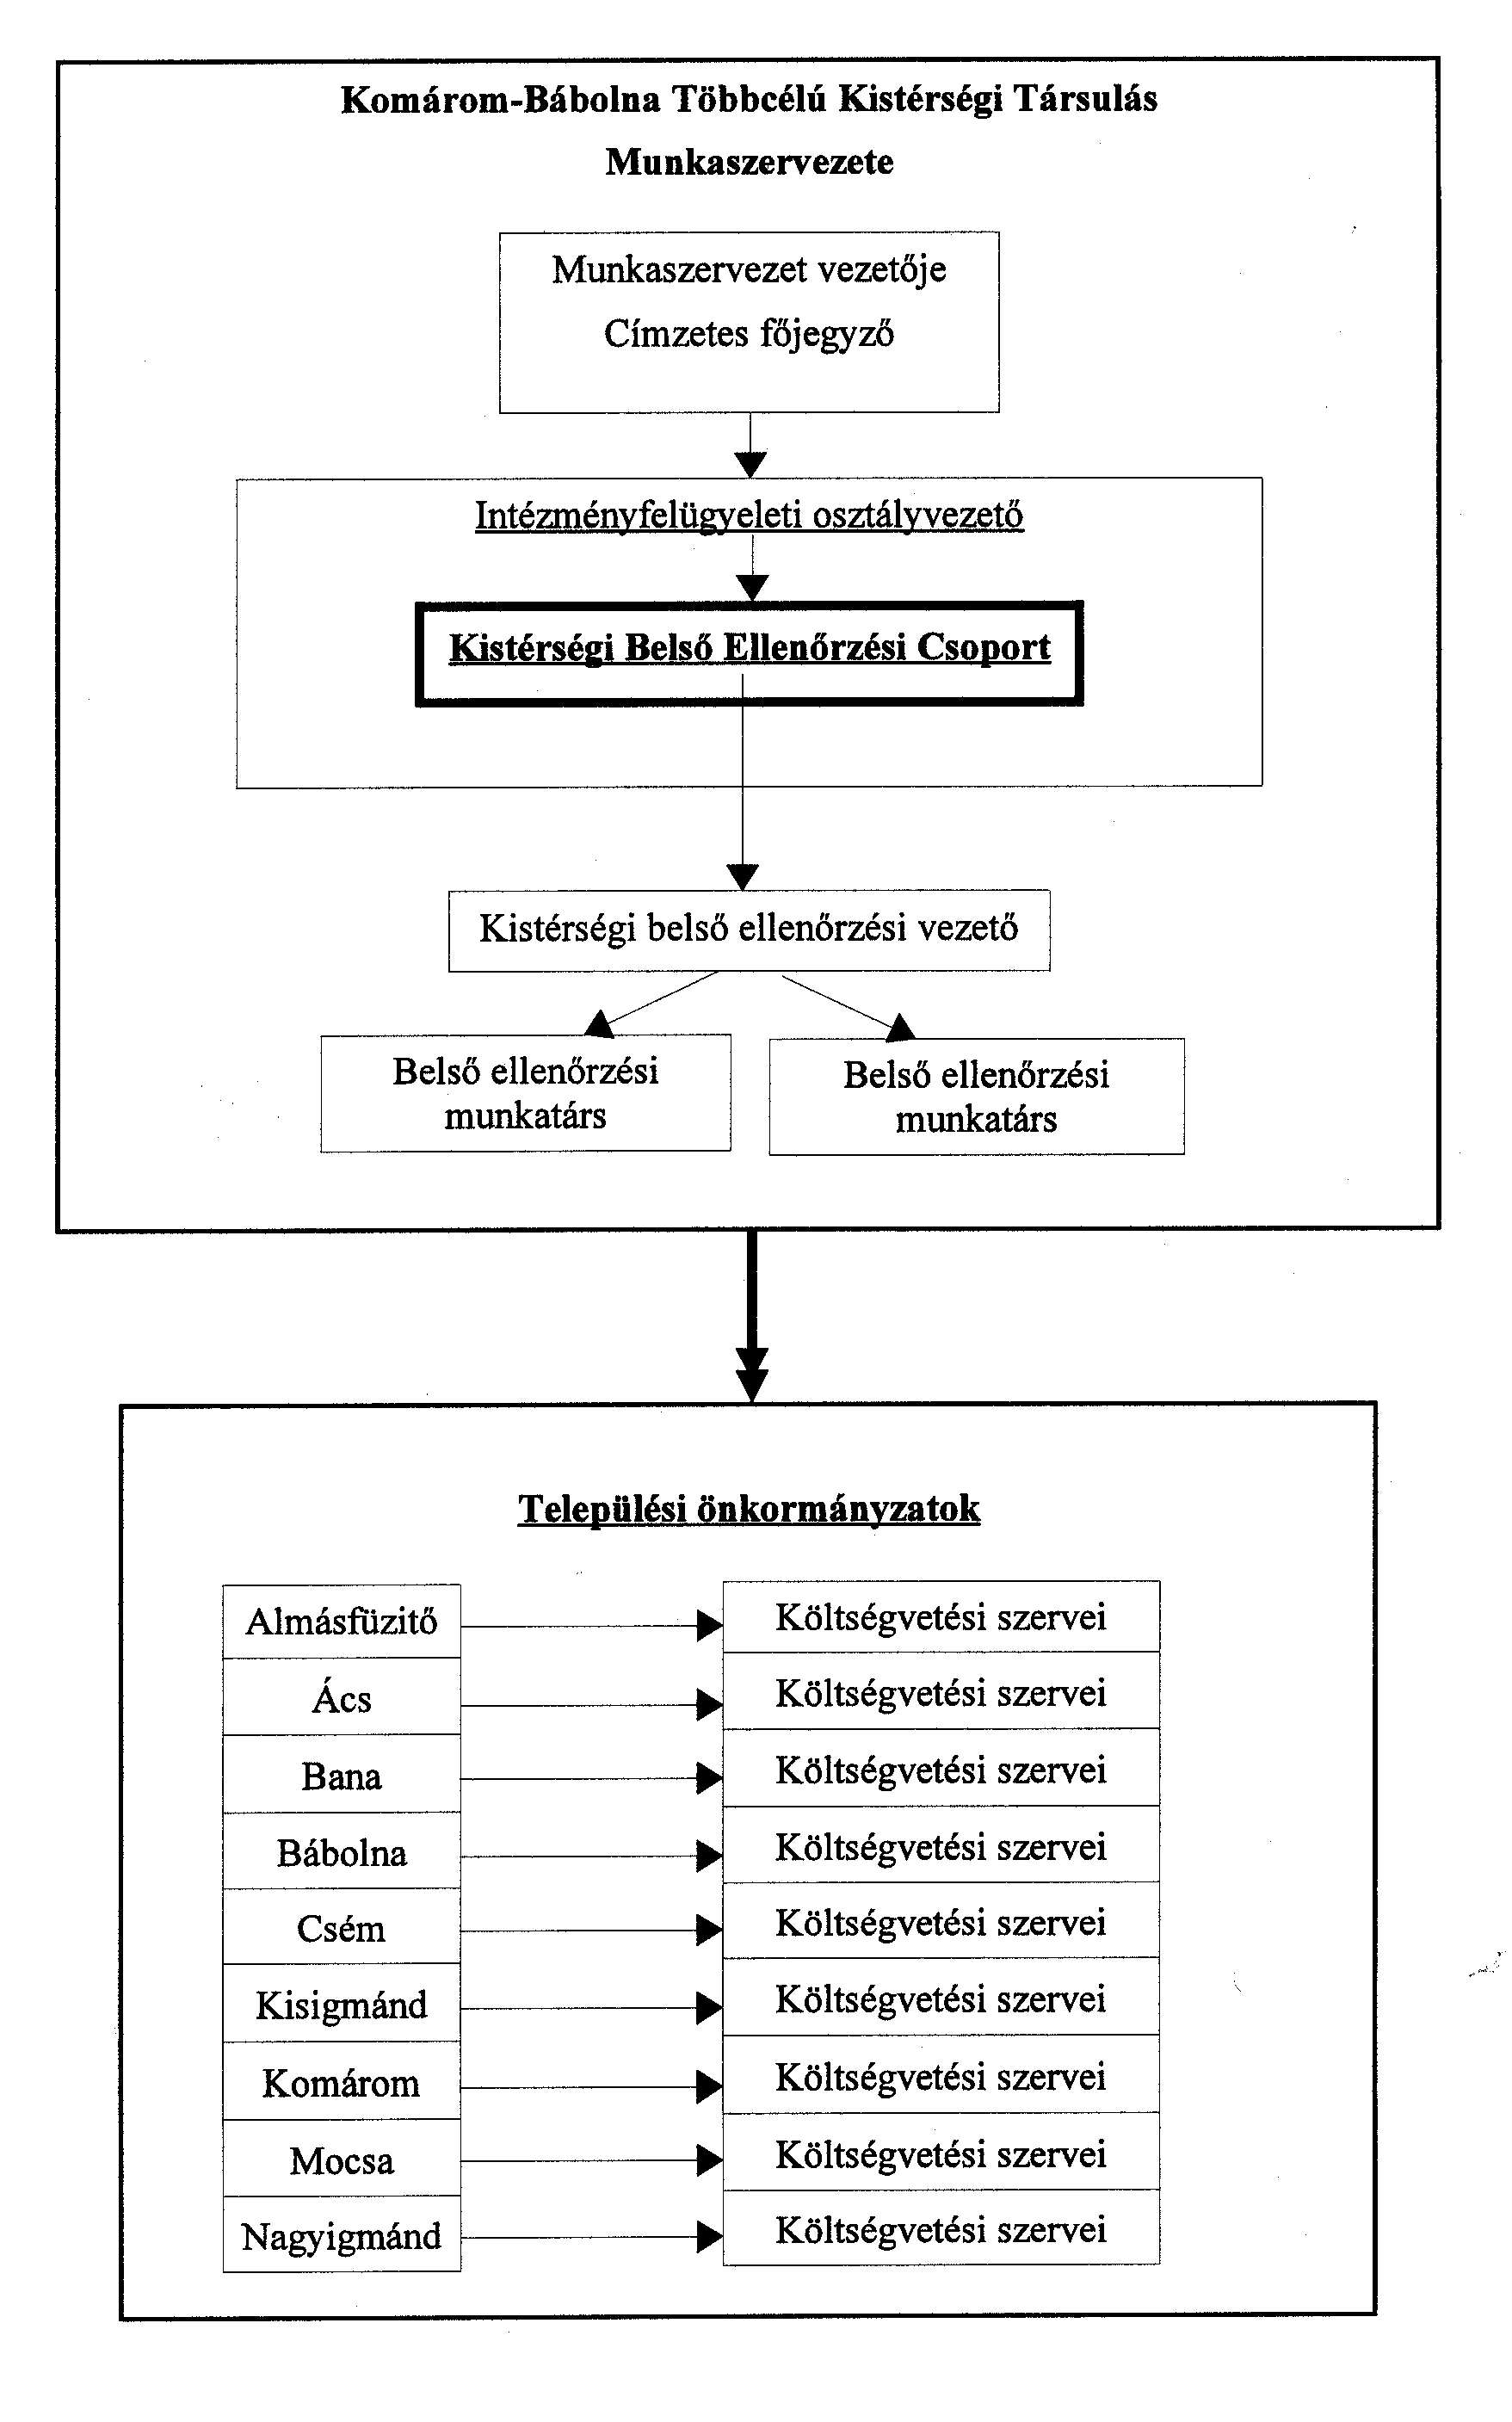 Komárom-Bábolna Többcélú Kistérségi Társulás
Munkaszervezete
Munkaszervezet vezetője
Címzetes főjegyző
Intézményfelügyeleti osztályvezető
Kistérségi Belső Ellenőrzési Csoport
Kistérségi belső ellenőrzési vezető
Belső ellenőrzési
munkatárs
Belső ellenőrzési
munkatárs
Települési önkormányzatok
Almásfüzitő
Költségvetési szervei
Ács
Költségvetési szervei
Bana
Költségvetési szervei
Bábolna
Költségvetési szervei
Csém
Költségvetési szervei
Kisigmánd
Költségvetési szervei
Komárom
Költségvetési szervei
Mocsa
Költségvetési szervei
Nagyigmánd
Költségvetési szervei